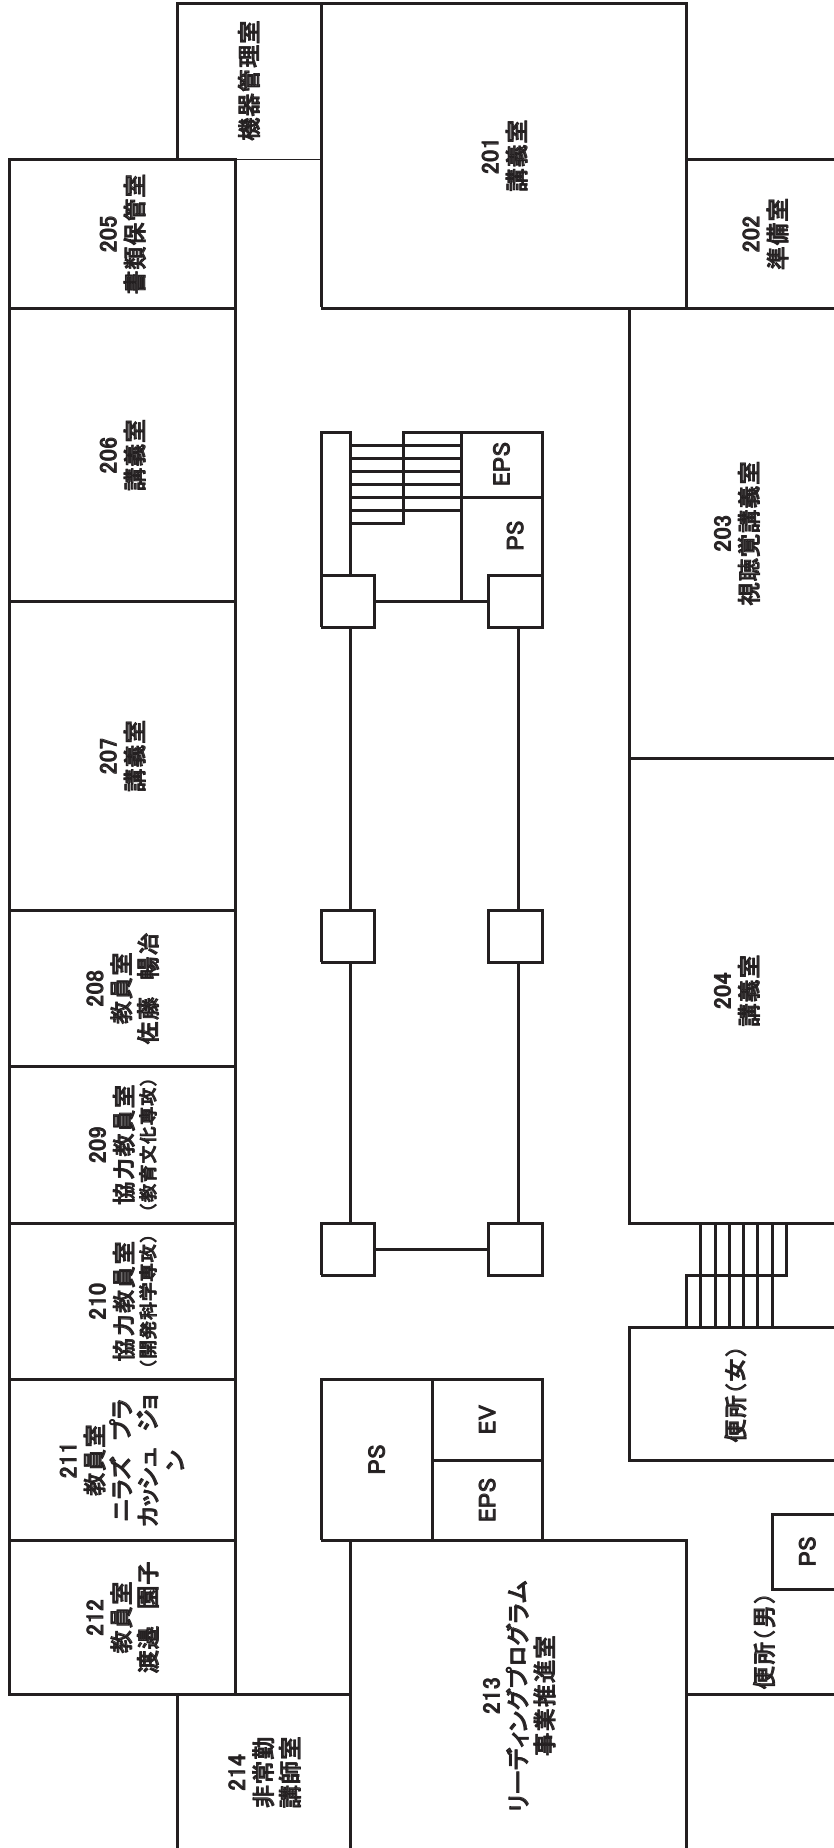 機器管理室
201
講義室
205
書類保管室
202
準備室
206
講義室
EPS
PS
203
視聴覚講義室
207
講義室
208
教員室
佐藤　暢治
204
講義室
209
協力教員室
(教育文化専攻)
210
協力教員室
(開発科学専攻)
211
教員室
ニラズ　プラ
カッシュ　ジョ
ン
PS
EV
EPS
便所(女)
212
教員室
渡邉　園子
213
リーディングプログラム
事業推進室
PS
便所(男)
214
非常勤
講師室